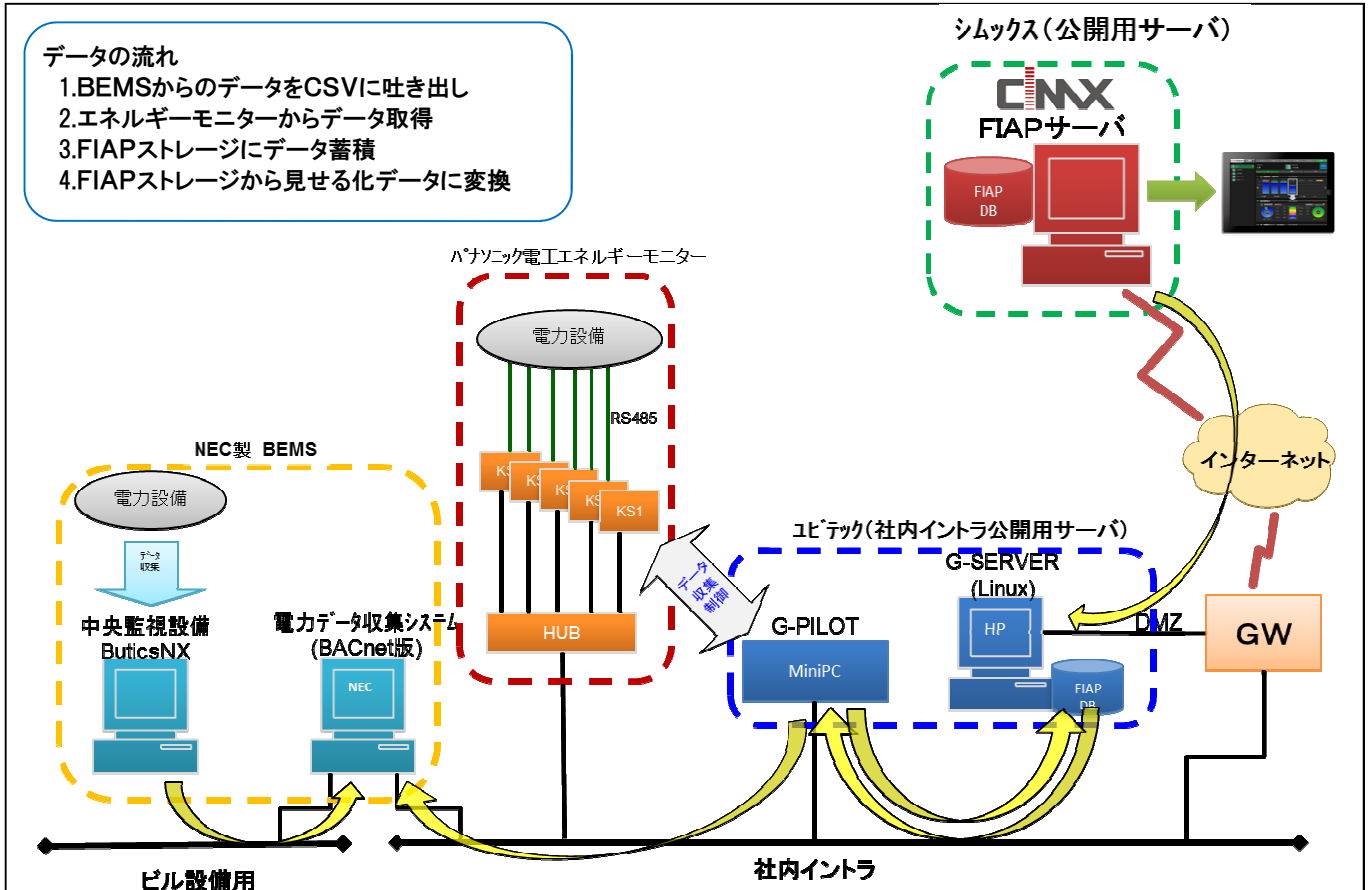 データの流れ
1.BEMSからのデータをCSVに吐き出し
2.エネルギーモニターからデータ取得
3.FIAPストレージにデータ蓄積
4.FIAPストレージから見せる化データに変換
シムックス(公開用サーバ)
CIMX
FIAPサーバ
FIAP
DB
パナソニック電工エネルギーモニター
電力設備
RS485
KS
KS
KS
KS
KS1
HUB
NEC製 BEMS
電力設備
データ
収集
中央監視設備
ButicsNX
電力データ収集システム
(BACnet版)
NEC
データ
収集
制御
インターネット
ユビテック(社内イントラ公開用サーバ)
G-SERVER
(Linux)
HP
FIAP
DB
G-PILOT
MiniPC
DMZ
GW
ビル設備用
社内イントラ